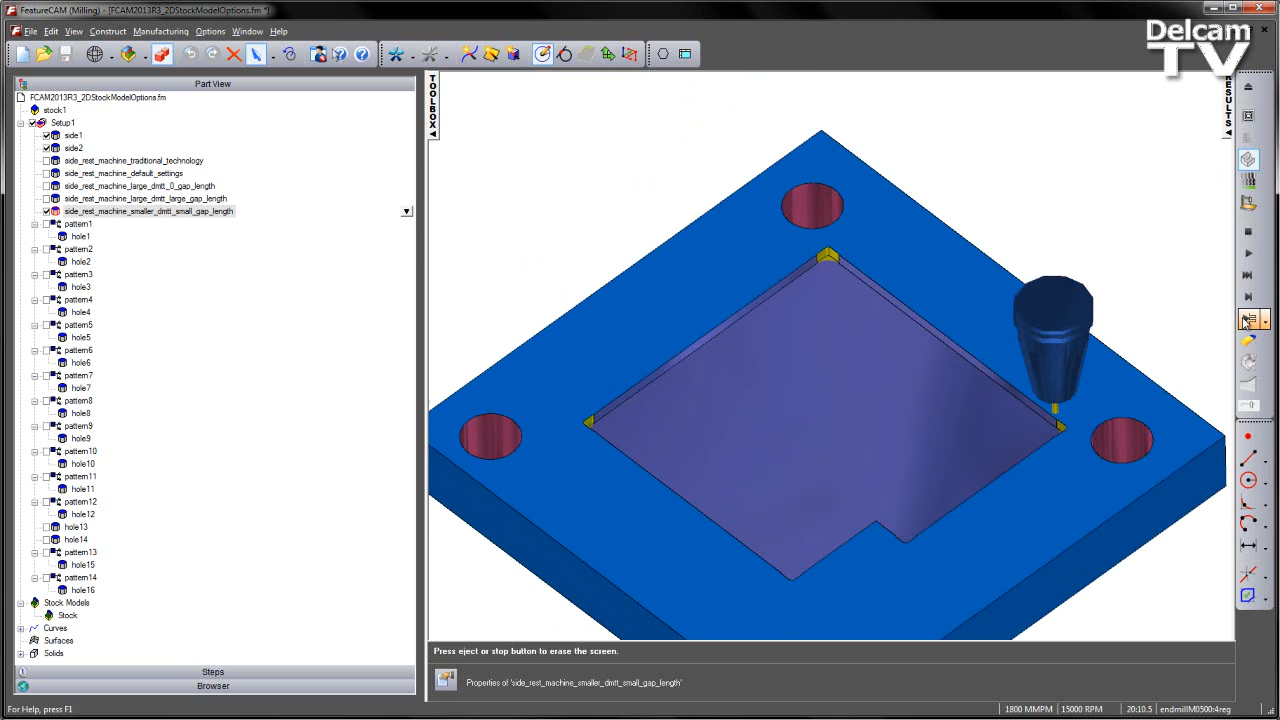 FeatureCAM (Milling) - [FCAM2013R3_2DStockModelOptions.fm *]
Delcam
TV
File Edit View Construct Manufacturing Options Window Help
Part View
FCAM2013R3_2DStockModelOptions.fm
stock1
Setup1
side1
side2
side_rest_machine_traditional_technology
side_rest_machine_default_settings
side_rest_machine_large_dmtt_0_gap_length
side_rest_machine_large_dmtt_large_gap_length
side_rest_machine_smaller_dmtt_small_gap_length
pattern1
hole1
pattern2
hole2
pattern3
hole3
pattern4
hole4
pattern5
hole5
pattern6
hole6
pattern7
hole7
pattern8
hole8
pattern9
hole9
pattern10
hole10
pattern11
hole11
pattern12
hole12
hole13
hole14
pattern13
hole15
pattern14
hole16
Stock Models
Stock
Curves
Surfaces
Solids
Steps
Browser
TOOLBOX
RESULTS
Press eject or stop button to erase the screen.
Properties of 'side_rest_machine_smaller_dmtt_small_gap_length'
For Help, press F1
1800 MMPM 15000 RPM 20:10.5 endmillM0500:4reg